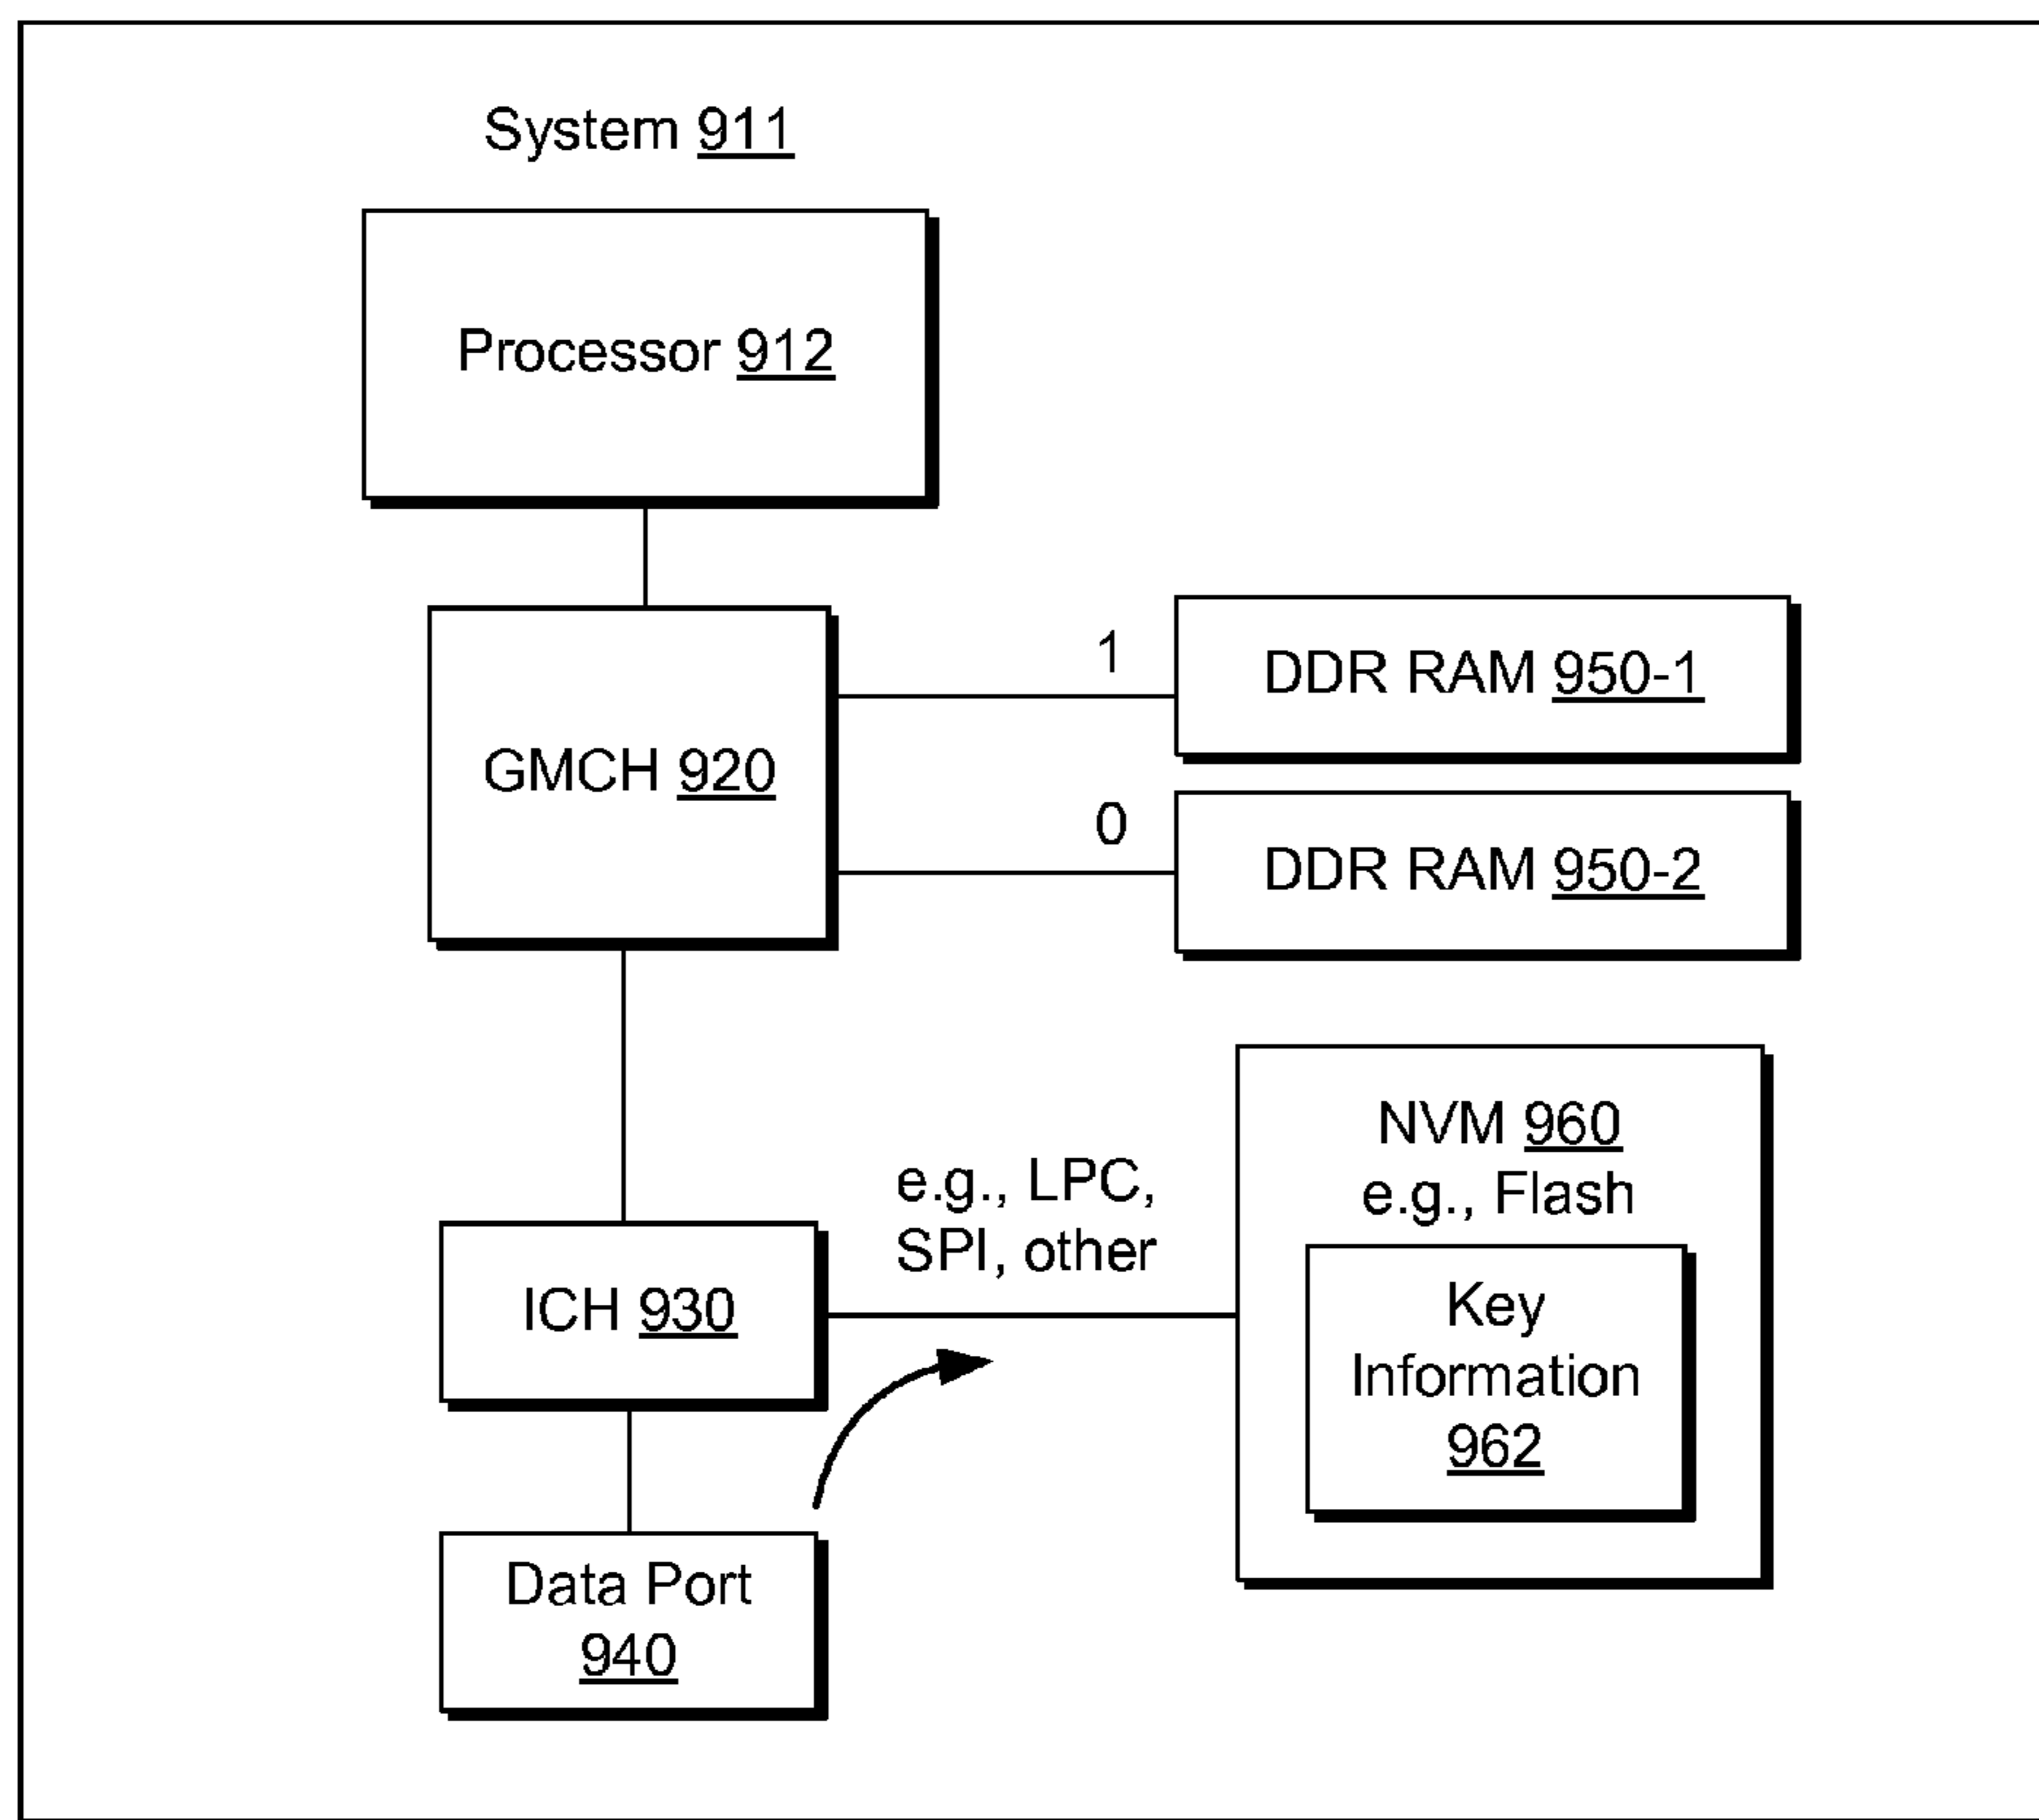 System 911
Processor 912
GMCH 920
1
DDR RAM 950-1
0
DDR RAM 950-2
NVM 960
e.g., Flash
e.g., LPC,
SPI, other
ICH 930
Key
Information
962
Data Port
940